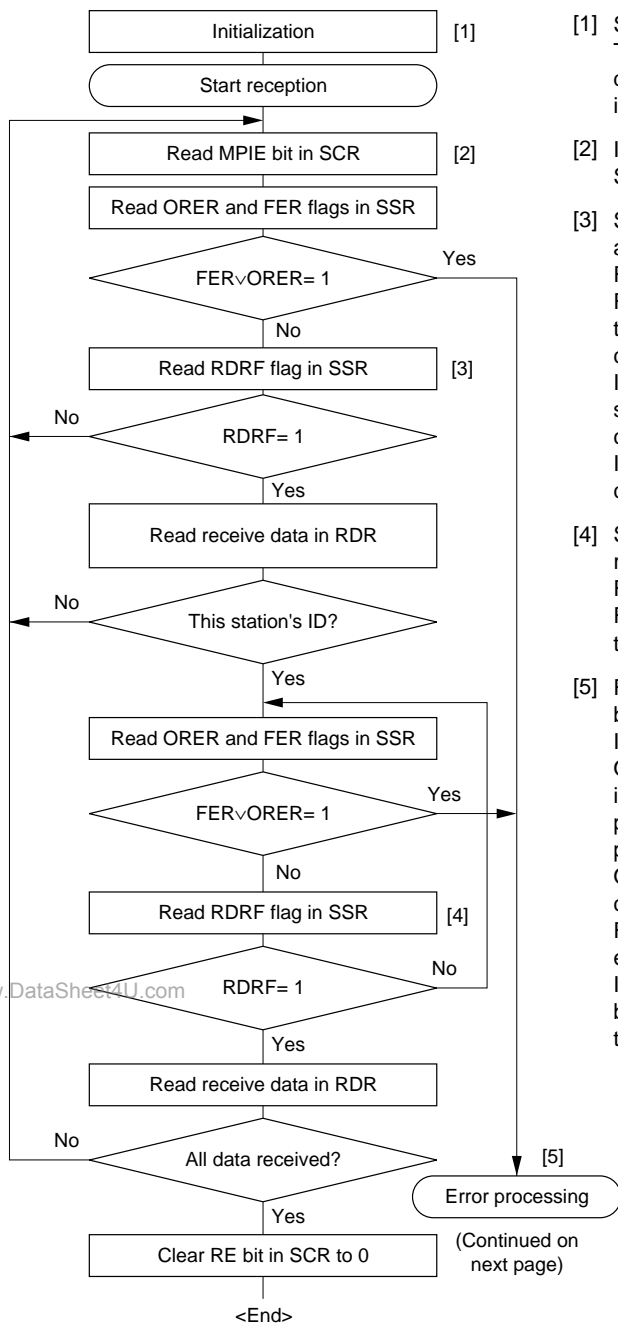 Initialization [1]
Start reception
Read MPIE bit in SCR [2]
Read ORER and FER flags in SSR
FER∨ORER= 1
Yes
No
Read RDRF flag in SSR [3]
No
RDRF= 1
Yes
Read receive data in RDR
No
This station's ID?
Yes
Read ORER and FER flags in SSR
FER∨ORER= 1
Yes
No
Read RDRF flag in SSR [4]
No
RDRF= 1
.DataSheet4U.com
Yes
Read receive data in RDR
No
All data received?
[5]
Error processing
Yes
(Continued on
next page)
Clear RE bit in SCR to 0
<End>
[1]
[2]
[3]
[4]
[5]